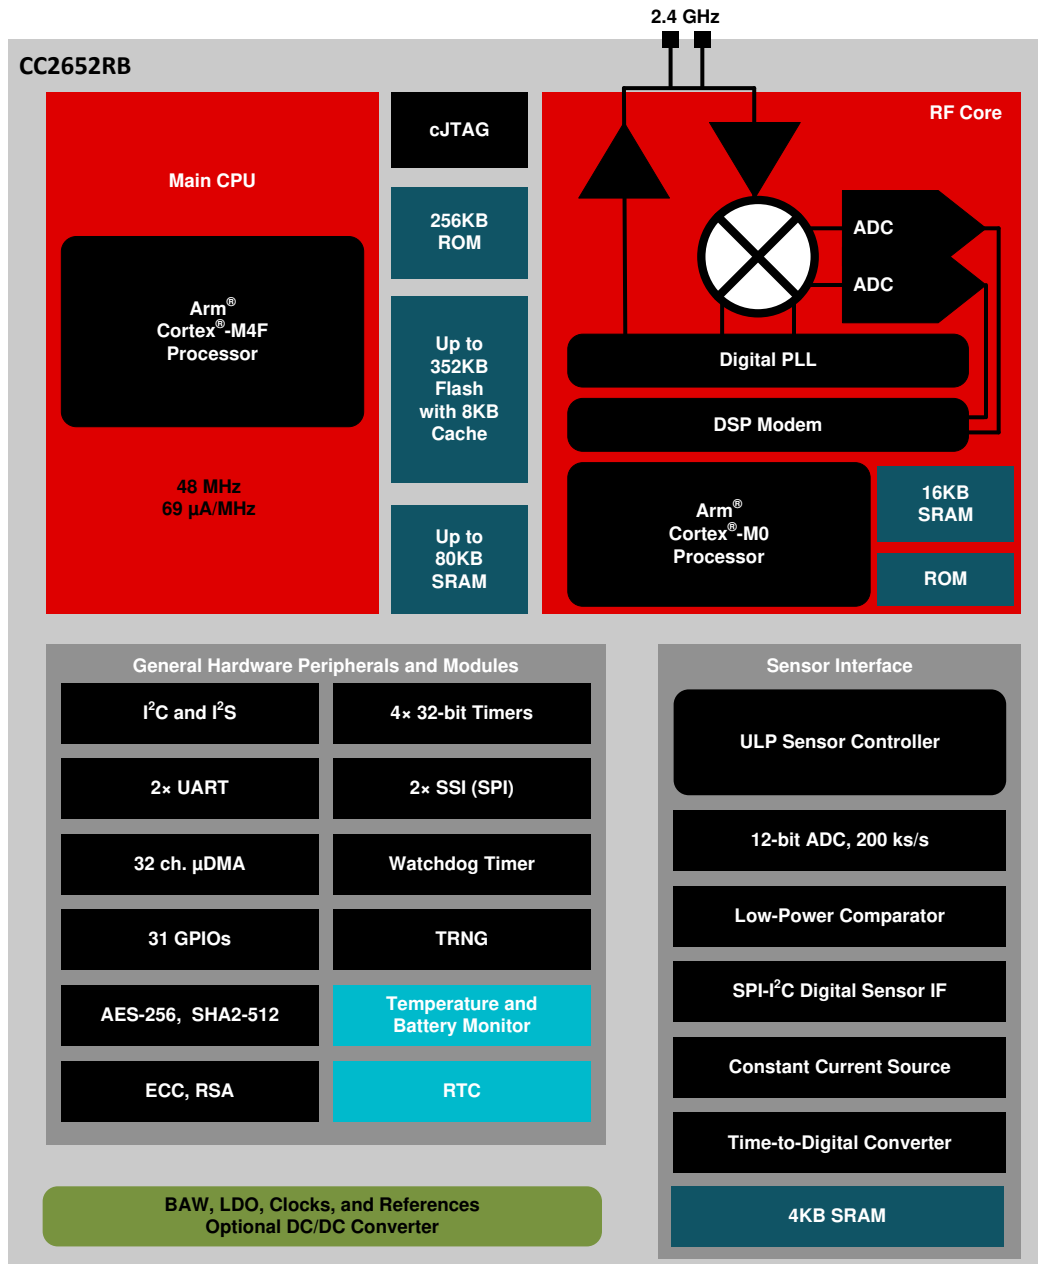 2.4 GHz
CC2652RB
Main CPU
Arm®
Cortex®-M4F
Processor
48 MHz
69 µA/MHz
cJTAG
256KB
ROM
Up to
352KB
Flash
with 8KB
Cache
Up to
80KB
SRAM
RF Core
ADC
ADC
Digital PLL
DSP Modem
Arm®
Cortex®-M0
Processor
16KB
SRAM
ROM
General Hardware Peripherals and Modules
I²C and I²S
4× 32-bit Timers
2× UART
2× SSI (SPI)
32 ch. µDMA
Watchdog Timer
31 GPIOs
TRNG
AES-256, SHA2-512
Temperature and
Battery Monitor
ECC, RSA
RTC
Sensor Interface
ULP Sensor Controller
12-bit ADC, 200 ks/s
Low-Power Comparator
SPI-I²C Digital Sensor IF
Constant Current Source
Time-to-Digital Converter
4KB SRAM
BAW, LDO, Clocks, and References
Optional DC/DC Converter